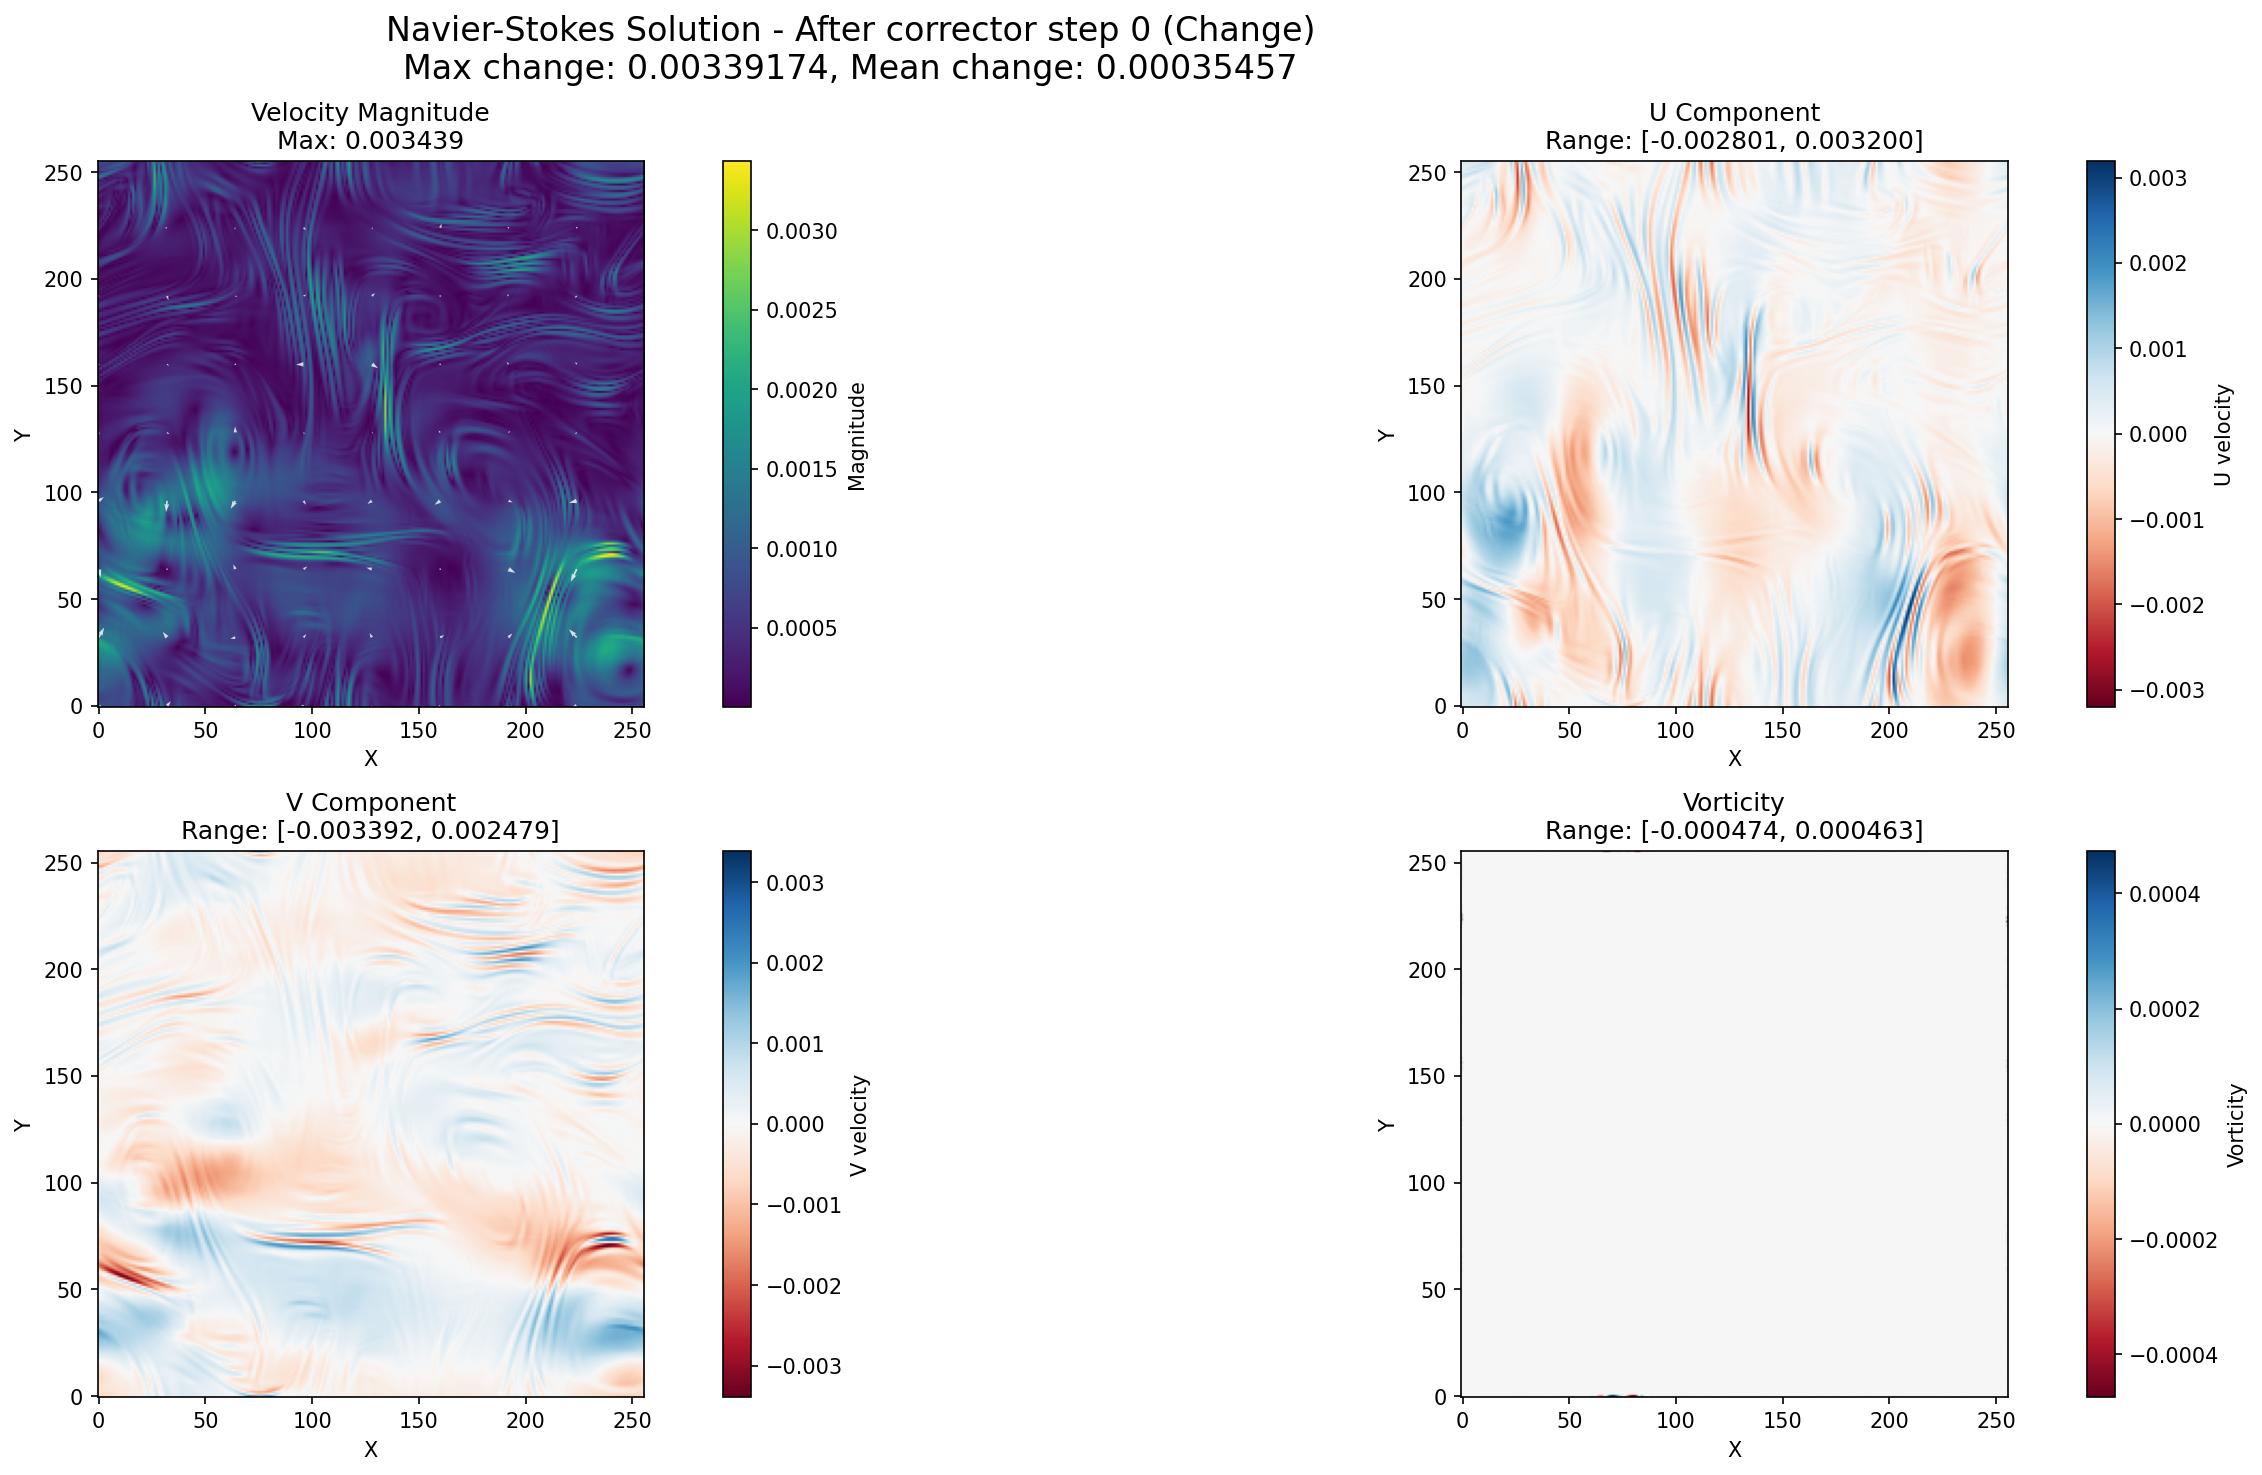 Navier-Stokes Solution - After corrector step 0 (Change)
Max change: 0.00339174, Mean change: 0.00035457
Velocity Magnitude
Max: 0.003439
250
200
150
100
50
0
Y
0 50 100 150 200 250
X
0.0030
0.0025
0.0020
0.0015
0.0010
0.0005
Magnitude
U Component
Range: [-0.002801, 0.003200]
250
200
150
100
50
0
Y
0 50 100 150 200 250
X
0.003
0.002
0.001
0.000
−0.001
−0.002
−0.003
U velocity
V Component
Range: [-0.003392, 0.002479]
250
200
150
100
50
0
Y
0 50 100 150 200 250
X
0.003
0.002
0.001
0.000
−0.001
−0.002
−0.003
V velocity
Vorticity
Range: [-0.000474, 0.000463]
250
200
150
100
50
0
Y
0 50 100 150 200 250
X
0.0004
0.0002
0.0000
−0.0002
−0.0004
Vorticity